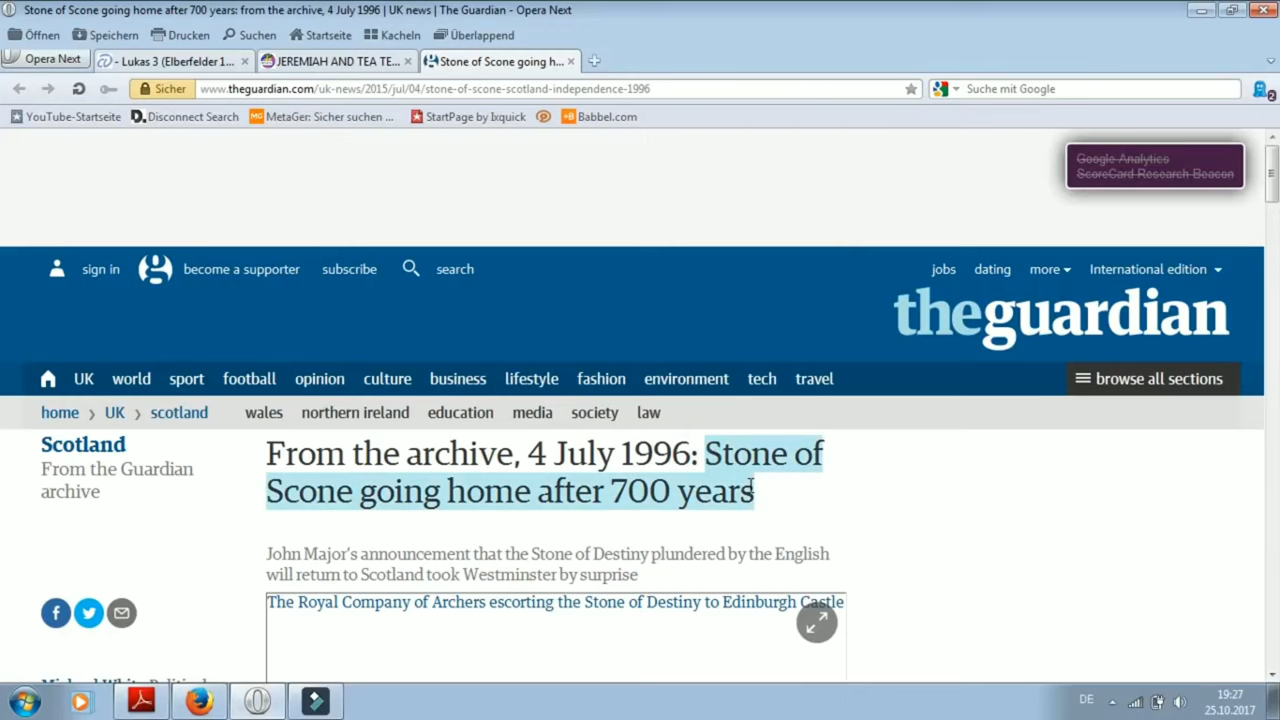 Stone of Scone going home after 700 years: from the archive, 4 July 1996 | UK news | The Guardian - Opera Next
Öffnen Speichern Drucken Suchen Startseite Kacheln Überlappend
Opera Next - Lukas 3 (Elberfelder 1... JEREMIAH AND TEA TE... Stone of Scone going h...
Sicher www.theguardian.com/uk-news/2015/jul/04/stone-of-scone-scotland-independence-1996 Suche mit Google 2
YouTube-Startseite Disconnect Search MetaGer: Sicher suchen ... StartPage by Ixquick Babbel.com
Google Analytics
ScoreCard Research Beacon
sign in become a supporter subscribe search jobs dating more International edition
theguardian
UK world sport football opinion culture business lifestyle fashion environment tech travel browse all sections
home UK scotland wales northern ireland education media society law
Scotland
From the Guardian
archive
From the archive, 4 July 1996: Stone of
Scone going home after 700 years
John Major's announcement that the Stone of Destiny plundered by the English
will return to Scotland took Westminster by surprise
The Royal Company of Archers escorting the Stone of Destiny to Edinburgh Castle
DE 19:27
25.10.2017